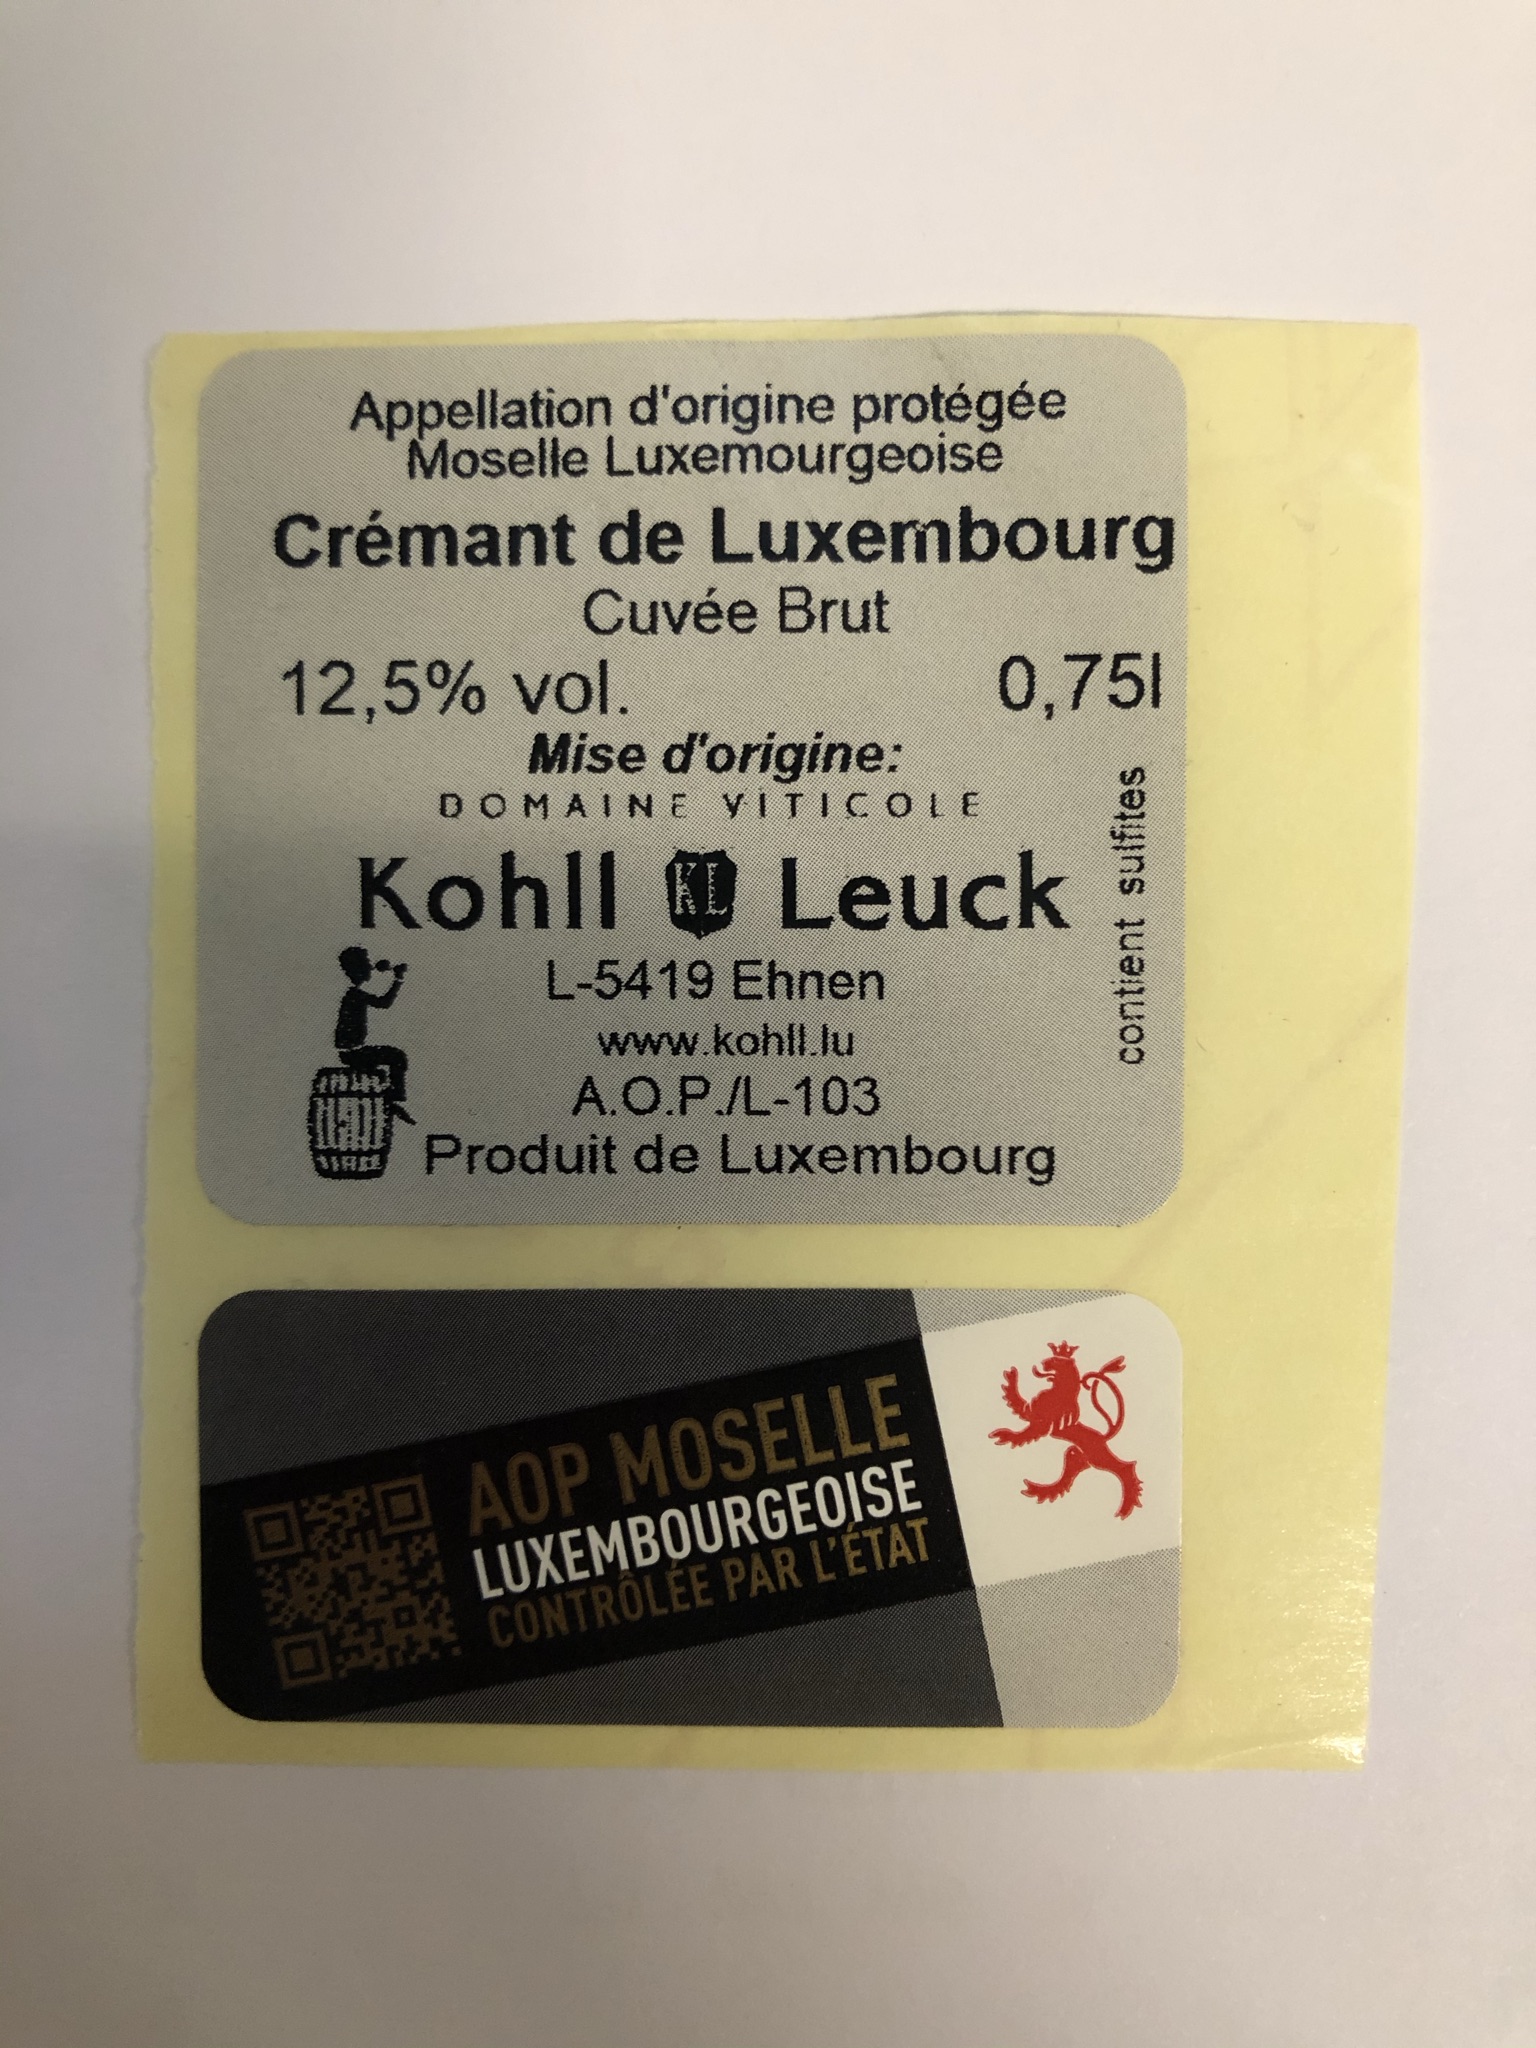 Appellation d'origine protégée
Moselle Luxemourgeoise
Crémant de Luxembourg
Cuvée Brut
12,5% vol. 0,75l
Mise d'origine:
DOMAINE VITICOLE
Kohll KL Leuck
L-5419 Ehnen
www.kohll.lu
A.O.P./L-103
Produit de Luxembourg
contient sulfites
AOP MOSELLE
LUXEMBOURGEOISE
CONTRÔLÉE PAR L'ÉTAT